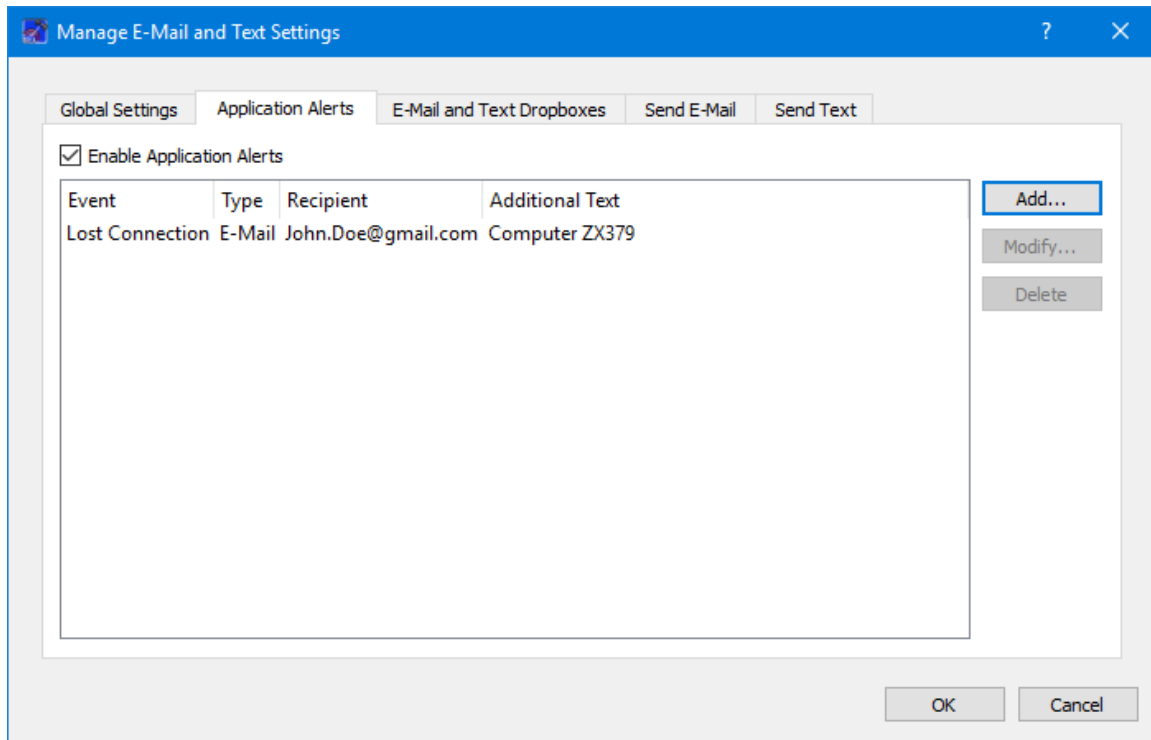 Manage E-Mail and Text Settings ?
Global Settings Application Alerts E-Mail and Text Dropboxes Send E-Mail Send Text
Enable Application Alerts
Event Type Recipient Additional Text Add...
Lost Connection E-Mail John.Doe@gmail.com Computer ZX379
Modify...
Delete
OK Cancel